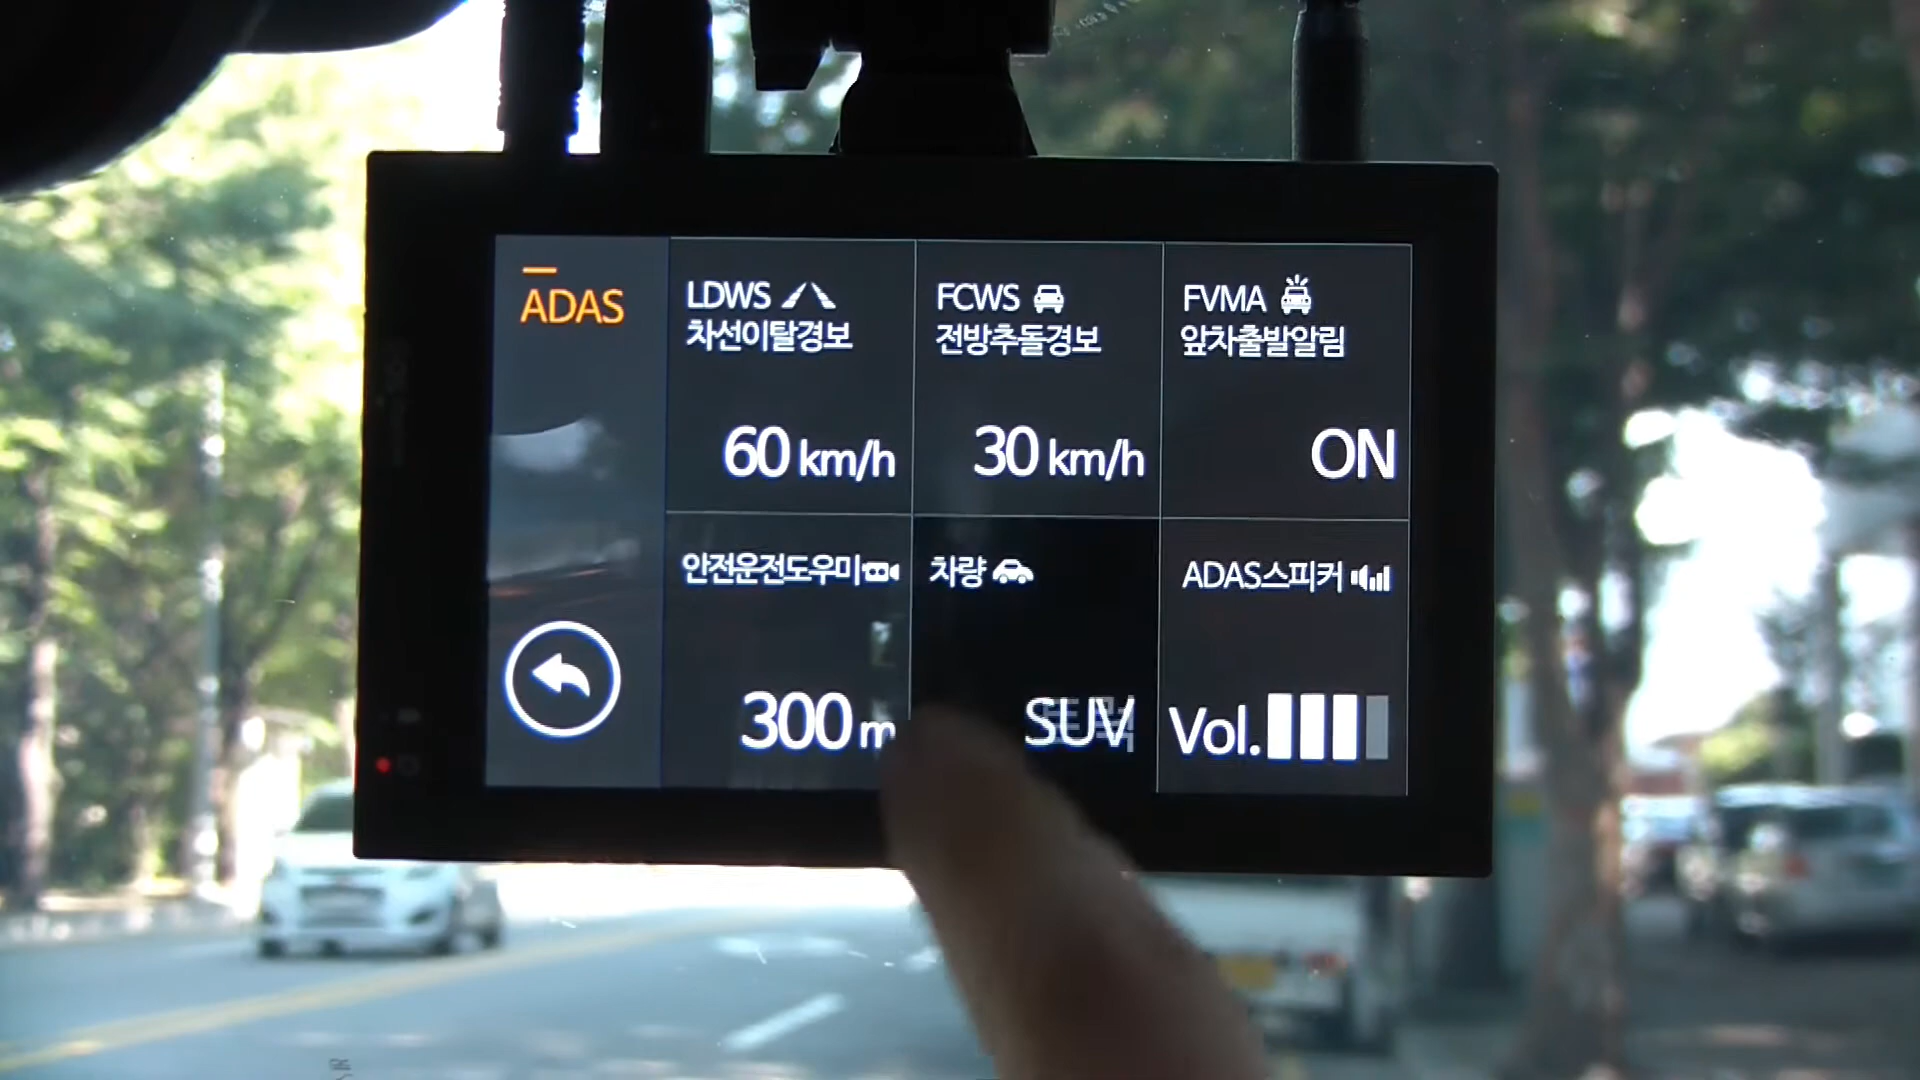 ADAS
LDWS
차선이탈경보
60 km/h
FCWS
전방추돌경보
30 km/h
FVMA
앞차출발알림
ON
안전운전도우미
300 m
차량
SUV
ADAS스피커
Vol.